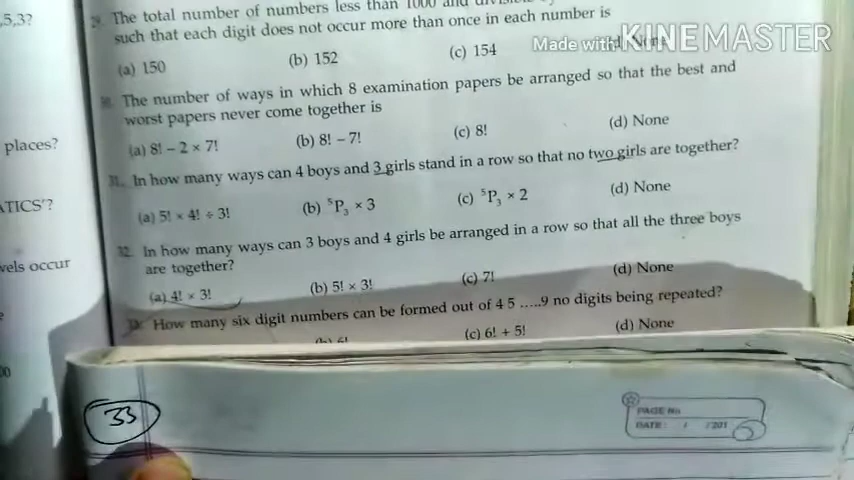 ,5,3?
The total number of numbers less than 1000 and
such that each digit does not occur more than once in each number is
(a) 150 (b) 152 (c) 154
Made with KINEMASTER
The number of ways in which 8 examination papers be arranged so that the best and
worst papers never come together is
(a) 8! – 2 × 7! (b) 8! – 7! (c) 8! (d) None
places?
31. In how many ways can 4 boys and 3 girls stand in a row so that no two girls are together?
(a) 5! × 4! ÷ 3! (b) ⁵P₃ × 3 (c) ⁵P₃ × 2 (d) None
ATICS'?
32. In how many ways can 3 boys and 4 girls be arranged in a row so that all the three boys
are together?
vels occur
(a) 4! × 3! (b) 5! × 3! (c) 7! (d) None
How many six digit numbers can be formed out of 4 5 .....9 no digits being repeated?
(c) 6! + 5! (d) None
33
PAGE No
DATE: / /201